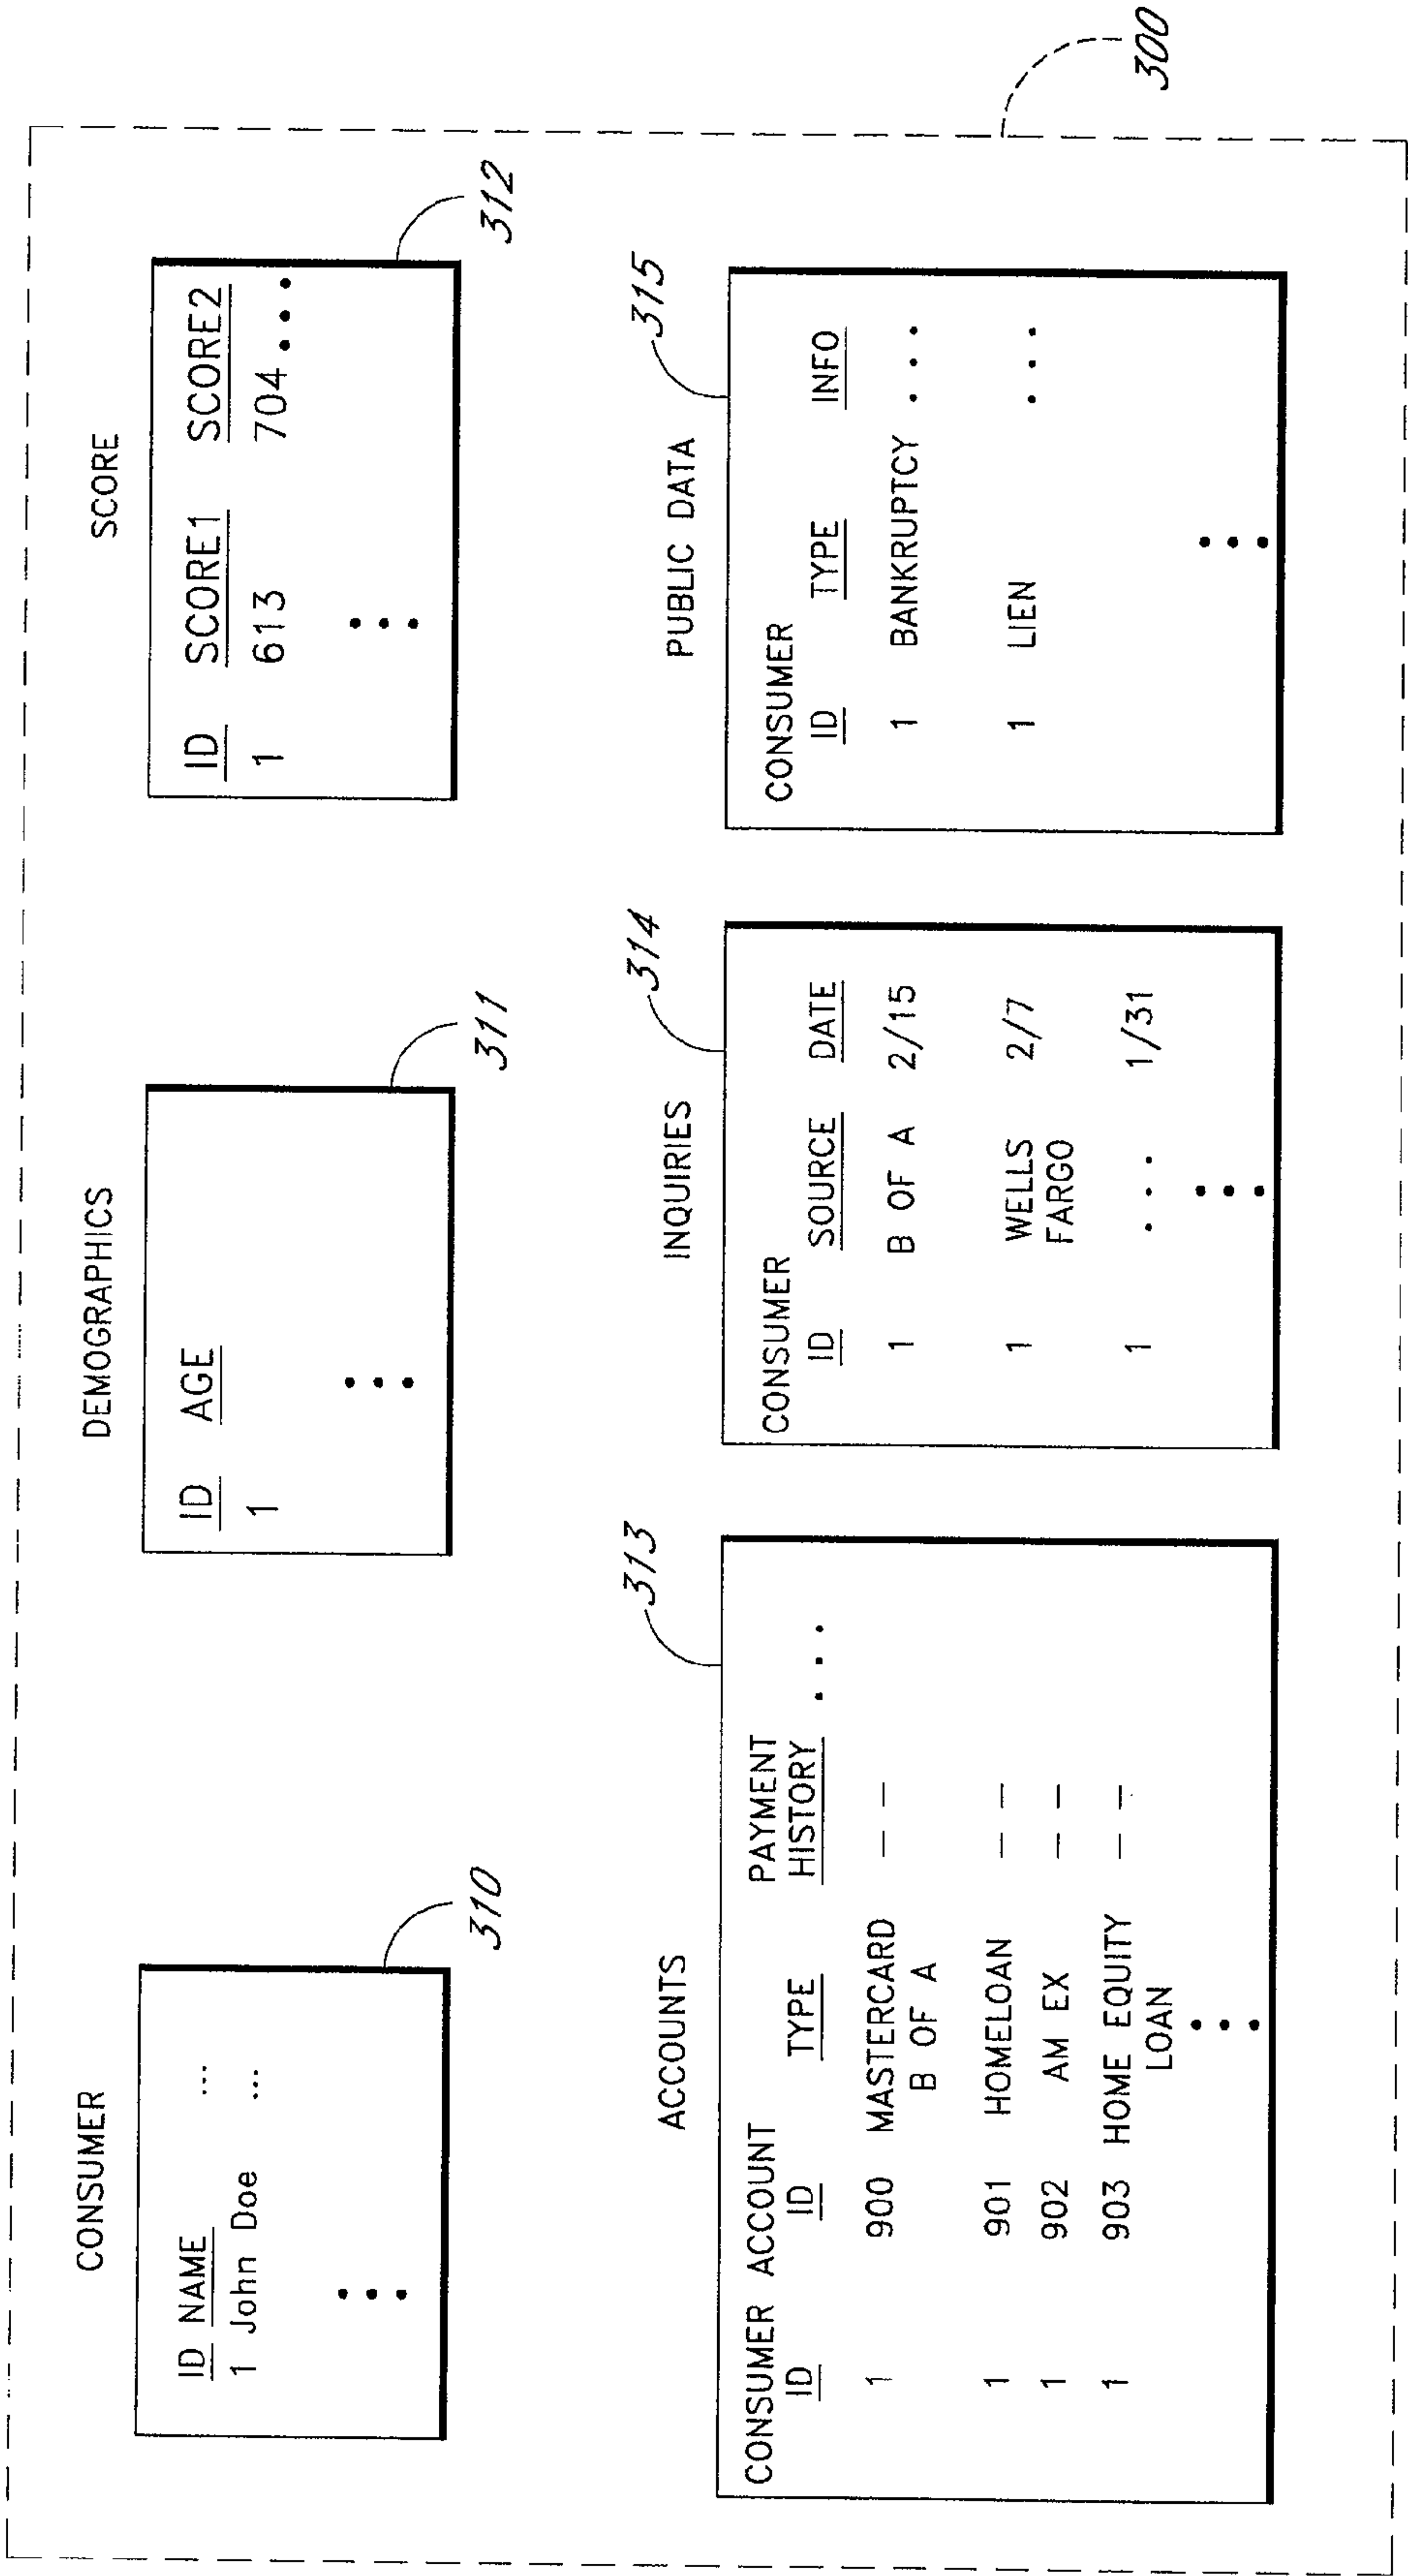 CONSUMER
ID NAME ...
1 John Doe ...
310
DEMOGRAPHICS
ID AGE
1
311
SCORE
ID SCORE1 SCORE2
1 613 704...
312
ACCOUNTS
CONSUMER ACCOUNT PAYMENT
ID ID TYPE HISTORY ...
1 900 MASTERCARD -- 
B OF A
1 901 HOMELOAN --
1 902 AM EX --
1 903 HOME EQUITY --
LOAN
313
INQUIRIES
CONSUMER
ID SOURCE DATE
1 B OF A 2/15
1 WELLS 2/7
FARGO
1 ... 1/31
314
PUBLIC DATA
CONSUMER
ID TYPE INFO
1 BANKRUPTCY ...
1 LIEN ...
315
300